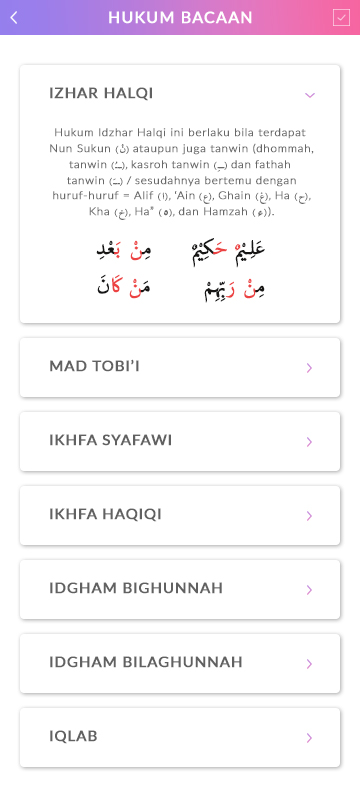 HUKUM BACAAN
IZHAR HALQI
Hukum Idzhar Halqi ini berlaku bila terdapat
Nun Sukun (نْ) ataupun juga tanwin (dhommah,
tanwin (ـٌ), kasroh tanwin (ـٍ) dan fathah
tanwin (ـً) / sesudahnya bertemu dengan
huruf-huruf = Alif (ا), 'Ain (ع), Ghain (غ), Ha (ح),
Kha (خ), Ha" (ه), dan Hamzah (ء)).
عَلِيْمٌ حَكِيْمٌ مِنْ بَعْدِ
مِنْ رَبِّهِمْ مَنْ كَانَ
MAD TOBI'I
IKHFA SYAFAWI
IKHFA HAQIQI
IDGHAM BIGHUNNAH
IDGHAM BILAGHUNNAH
IQLAB